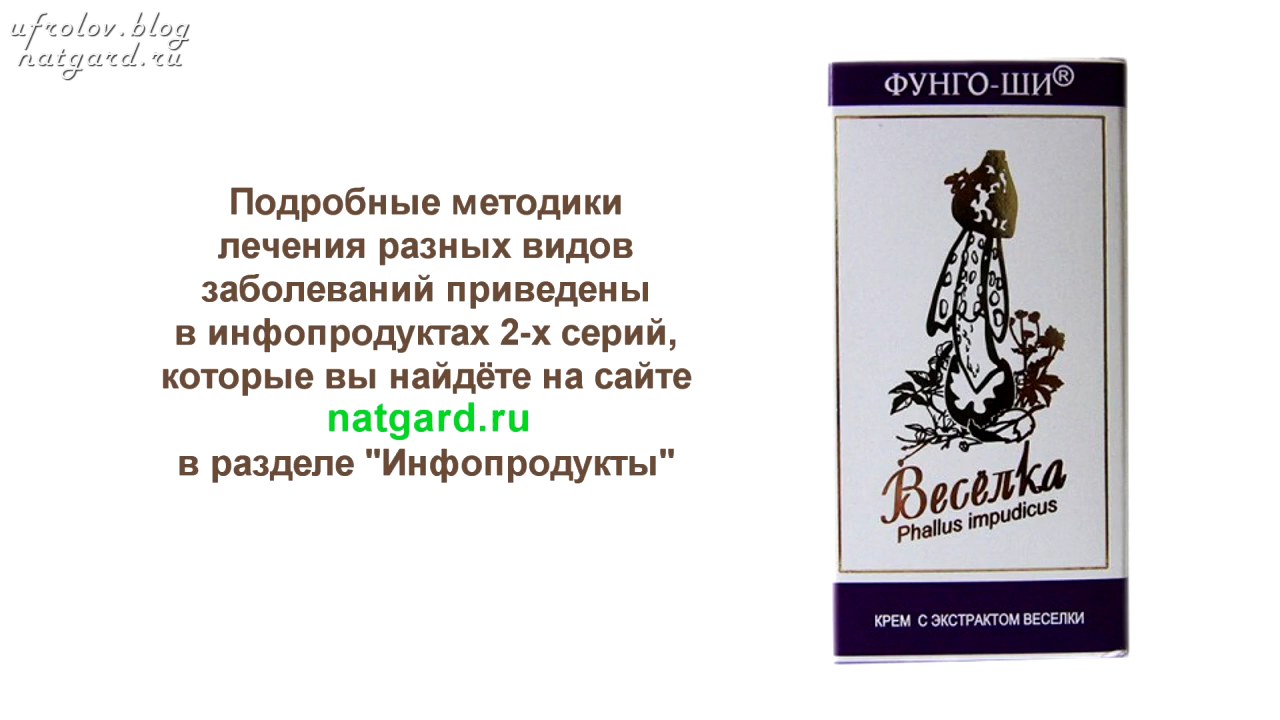 ufrolov.blog
natgard.ru
Подробные методики
лечения разных видов
заболеваний приведены
в инфопродуктах 2-х серий,
которые вы найдёте на сайте
natgard.ru
в разделе "Инфопродукты"
ФУНГО-ШИ®
Весёлка
Phallus impudicus
КРЕМ С ЭКСТРАКТОМ ВЕСЕЛКИ